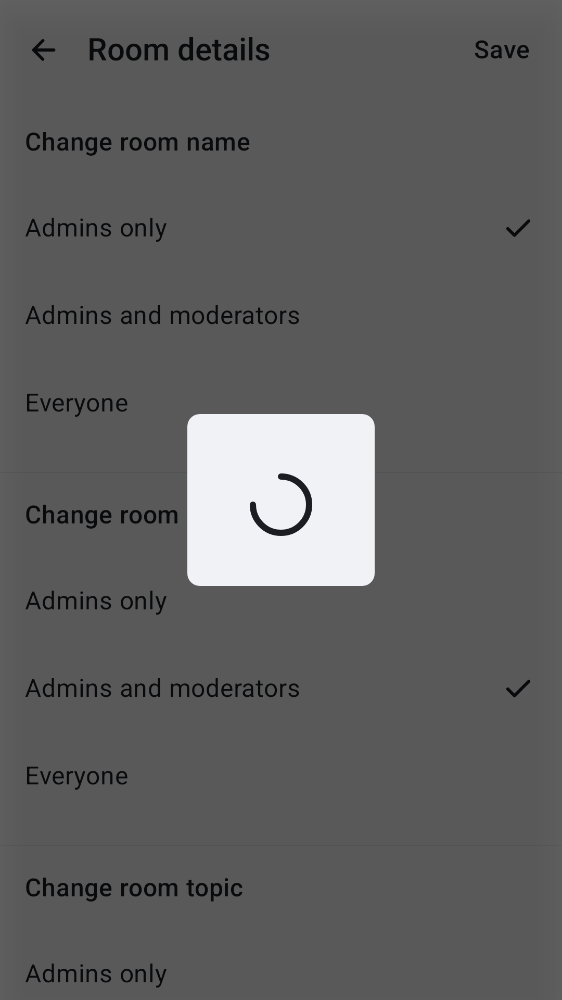 Room details
Save
Change room name
Admins only
Admins and moderators
Everyone
Change room
Admins only
Admins and moderators
Everyone
Change room topic
Admins only